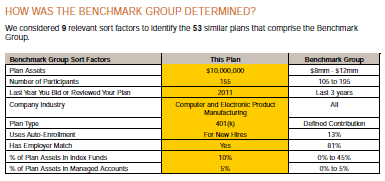 HOW WAS THE BENCHMARK GROUP DETERMINED?
We considered 9 relevant sort factors to identify the 53 similar plans that comprise the Benchmark
Group.
Benchmark Group Sort Factors This Plan Benchmark Group
Plan Assets $10,000,000 $8mm - $12mm
Number of Participants 155 105 to 195
Last Year You Bid or Reviewed Your Plan 2011 Last 3 years
Company Industry Computer and Electronic Product All
Manufacturing
Plan Type 401(k) Defined Contribution
Uses Auto-Enrollment For New Hires 13%
Has Employer Match Yes 81%
% of Plan Assets in Index Funds 10% 0% to 45%
% of Plan Assets in Managed Accounts 5% 0% to 5%